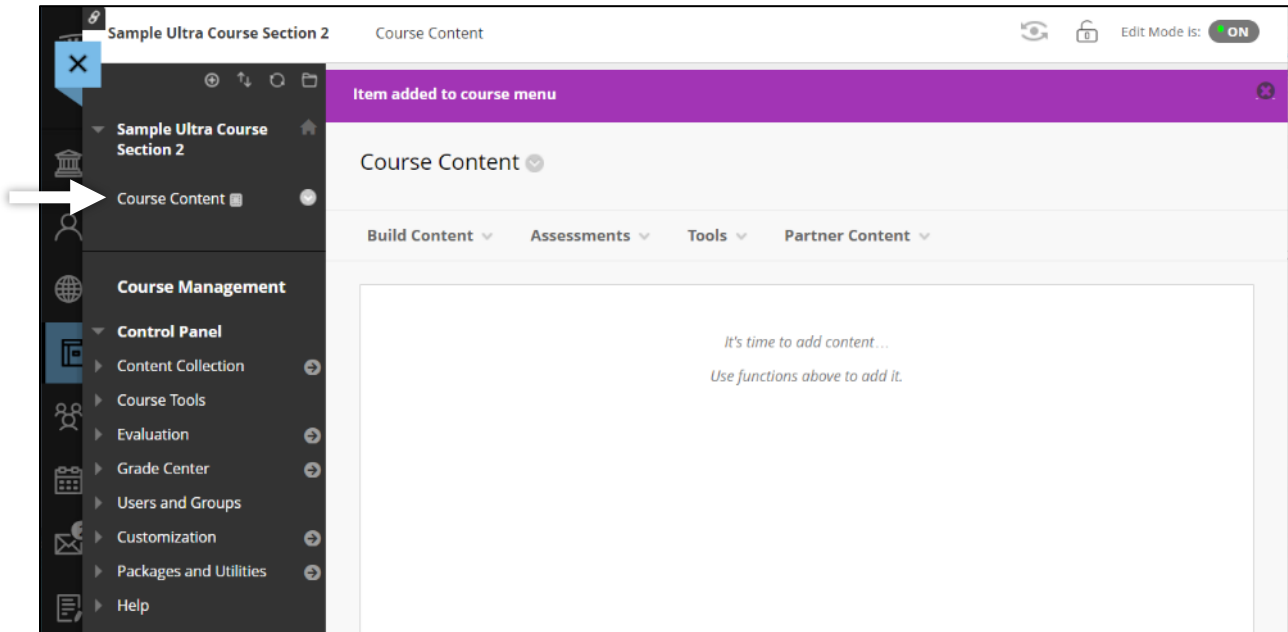 Sample Ultra Course Section 2
Course Content
Edit Mode is:
ON
Item added to course menu
Sample Ultra Course
Section 2
Course Content
Course Content
Build Content
Assessments
Tools
Partner Content
Course Management
Control Panel
Content Collection
Course Tools
Evaluation
Grade Center
Users and Groups
Customization
Packages and Utilities
Help
It's time to add content...
Use functions above to add it.